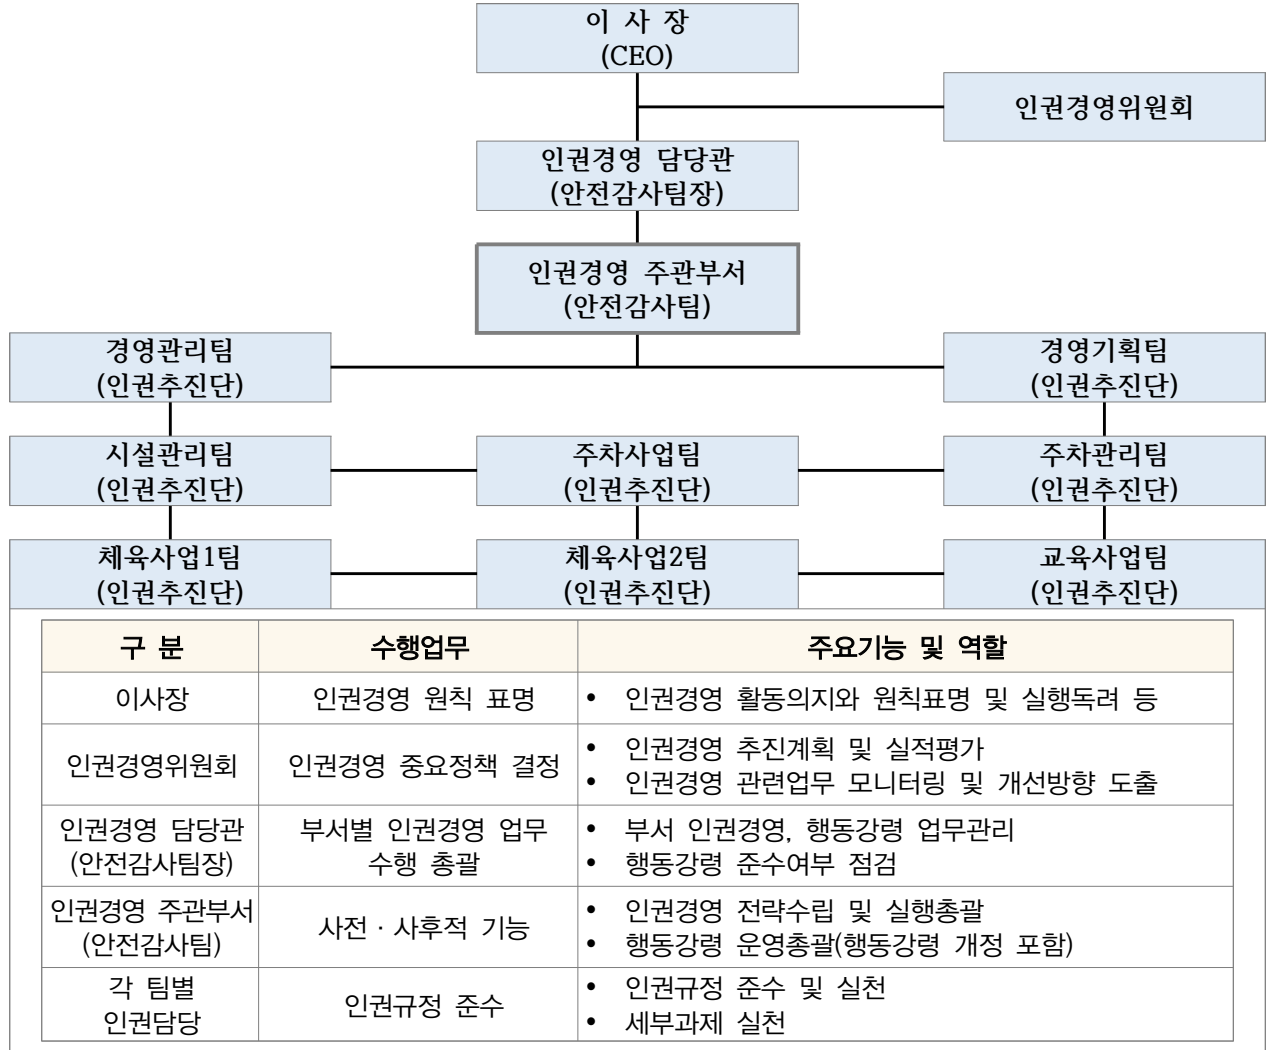 이 사 장
(CEO)
인권경영위원회
인권경영 담당관
(안전감사팀장)
인권경영 주관부서
(안전감사팀)
경영관리팀
(인권추진단)
경영기획팀
(인권추진단)
시설관리팀
(인권추진단)
주차사업팀
(인권추진단)
주차관리팀
(인권추진단)
체육사업1팀
(인권추진단)
체육사업2팀
(인권추진단)
교육사업팀
(인권추진단)
구 분
수행업무
주요기능 및 역할
이사장
인권경영 원칙 표명
• 인권경영 활동의지와 원칙표명 및 실행독려 등
인권경영위원회
인권경영 중요정책 결정
• 인권경영 추진계획 및 실적평가
• 인권경영 관련업무 모니터링 및 개선방향 도출
인권경영 담당관
(안전감사팀장)
부서별 인권경영 업무
수행 총괄
• 부서 인권경영, 행동강령 업무관리
• 행동강령 준수여부 점검
인권경영 주관부서
(안전감사팀)
사전 · 사후적 기능
• 인권경영 전략수립 및 실행총괄
• 행동강령 운영총괄(행동강령 개정 포함)
각 팀별
인권담당
인권규정 준수
• 인권규정 준수 및 실천
• 세부과제 실천